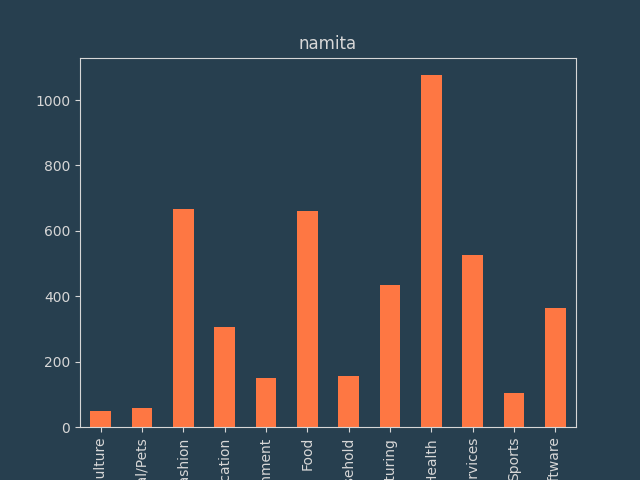 namita
1000
800
600
400
200
0
ulture
al/Pets
ashion
cation
nment
Food
sehold
turing
Health
rvices
Sports
ftware